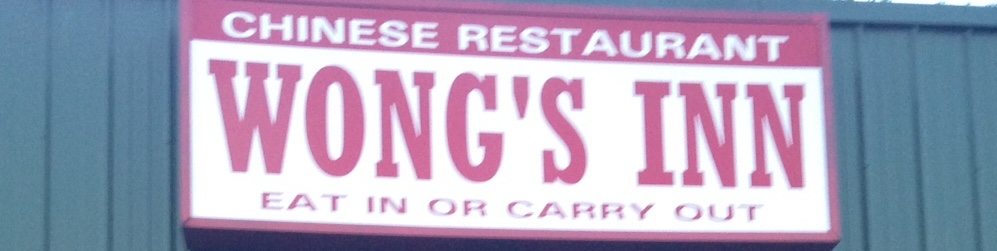 CHINESE RESTAURANT
WONG'S INN
EAT IN OR CARRY OUT